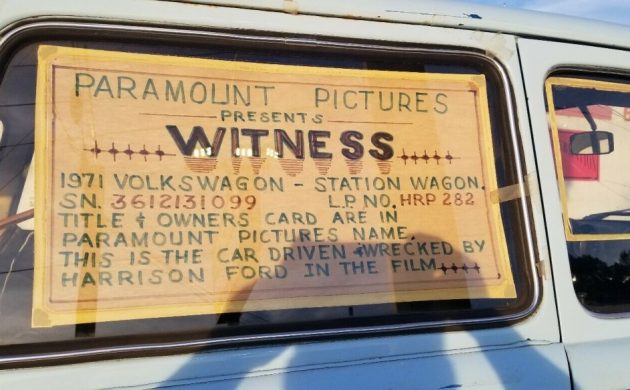 PARAMOUNT PICTURES
PRESENTS
WITNESS
1971 VOLKSWAGON - STATION WAGON.
SN. 3612131099 L.P. NO. HRP 282
TITLE & OWNERS CARD ARE IN
PARAMOUNT PICTURES NAME.
THIS IS THE CAR DRIVEN & WRECKED BY
HARRISON FORD IN THE FILM